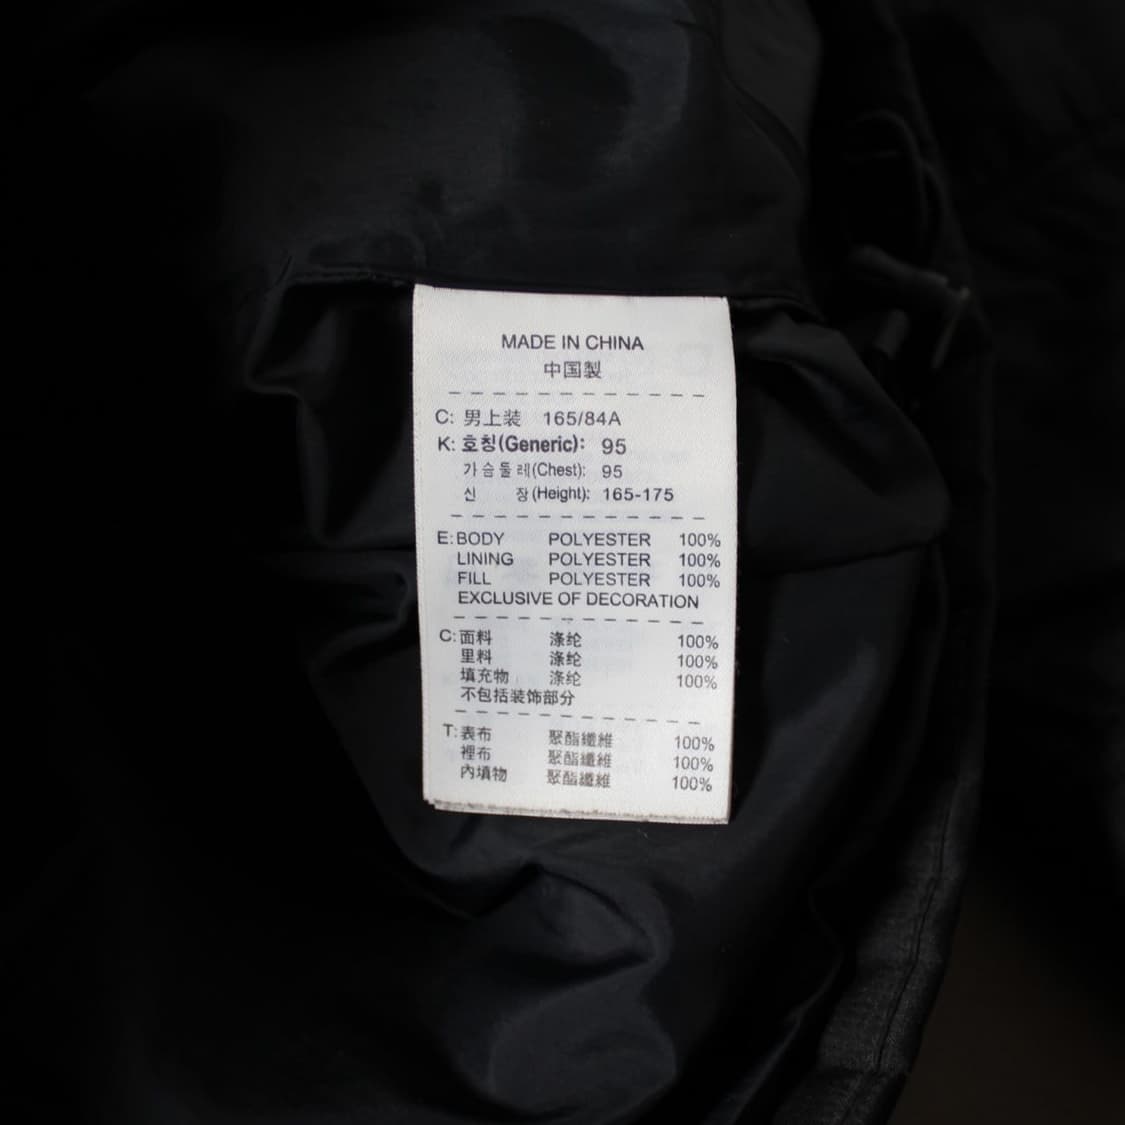 MADE IN CHINA
中国製
C: 男上装 165/84A
K: 호칭(Generic): 95
가슴둘레(Chest): 95
신 장(Height): 165-175
E: BODY POLYESTER 100%
LINING POLYESTER 100%
FILL POLYESTER 100%
EXCLUSIVE OF DECORATION
C: 面料 涤纶 100%
里料 涤纶 100%
填充物 涤纶 100%
不包括装饰部分
T: 表布 聚酯纖維 100%
裡布 聚酯纖維 100%
內填物 聚酯纖維 100%